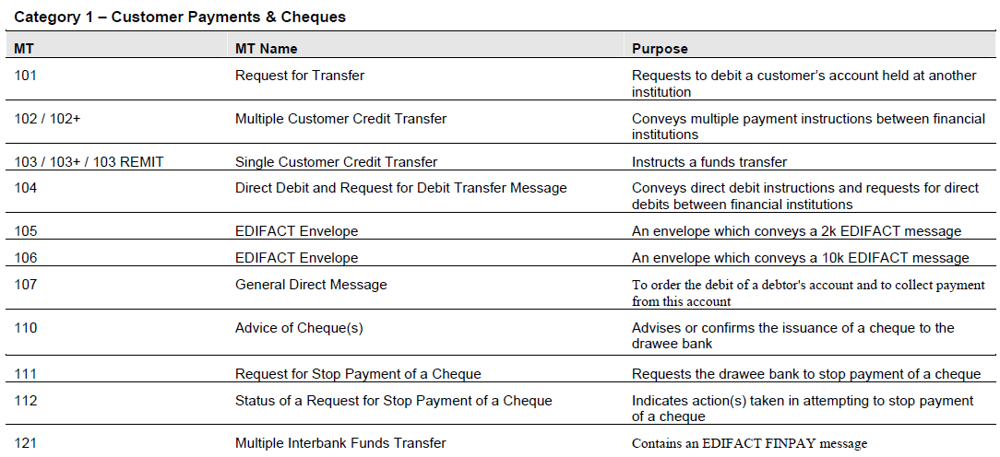 Category 1 – Customer Payments & Cheques
MT MT Name Purpose
101 Request for Transfer Requests to debit a customer’s account held at another
institution
102 / 102+ Multiple Customer Credit Transfer Conveys multiple payment instructions between financial
institutions
103 / 103+ / 103 REMIT Single Customer Credit Transfer Instructs a funds transfer
104 Direct Debit and Request for Debit Transfer Message Conveys direct debit instructions and requests for direct
debits between financial institutions
105 EDIFACT Envelope An envelope which conveys a 2k EDIFACT message
106 EDIFACT Envelope An envelope which conveys a 10k EDIFACT message
107 General Direct Message To order the debit of a debtor's account and to collect payment
from this account
110 Advice of Cheque(s) Advises or confirms the issuance of a cheque to the
drawee bank
111 Request for Stop Payment of a Cheque Requests the drawee bank to stop payment of a cheque
112 Status of a Request for Stop Payment of a Cheque Indicates action(s) taken in attempting to stop payment
of a cheque
121 Multiple Interbank Funds Transfer Contains an EDIFACT FINPAY message